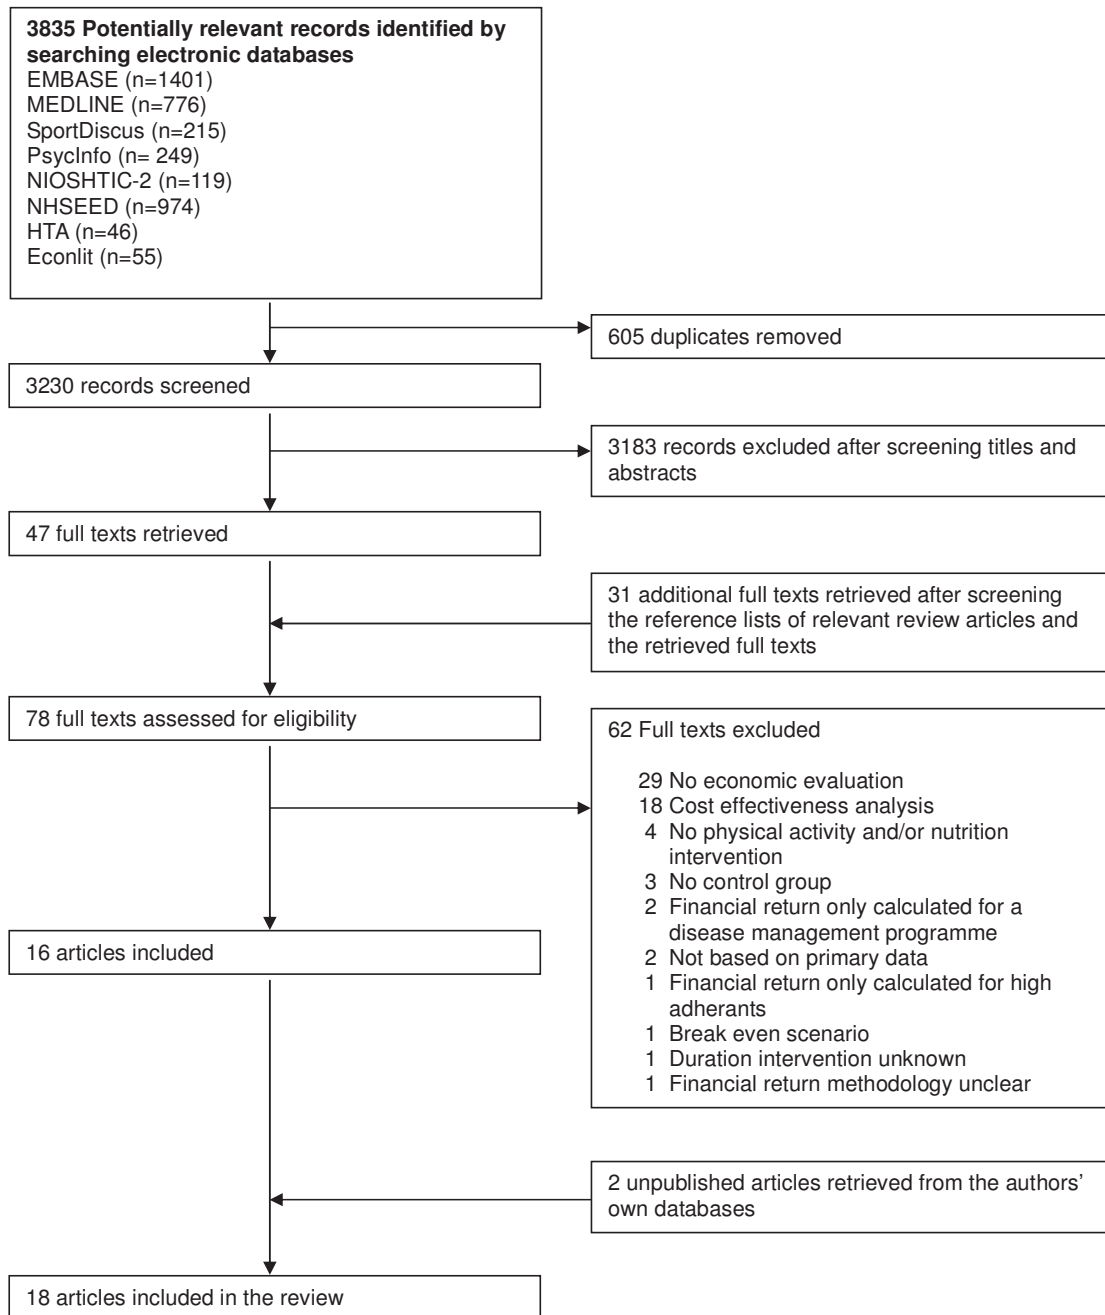 3835 Potentially relevant records identified by
searching electronic databases
EMBASE (n=1401)
MEDLINE (n=776)
SportDiscus (n=215)
PsycInfo (n= 249)
NIOSHTIC-2 (n=119)
NHSEED (n=974)
HTA (n=46)
Econlit (n=55)
605 duplicates removed
3230 records screened
3183 records excluded after screening titles and
abstracts
47 full texts retrieved
31 additional full texts retrieved after screening
the reference lists of relevant review articles and
the retrieved full texts
78 full texts assessed for eligibility
62 Full texts excluded
29 No economic evaluation
18 Cost effectiveness analysis
4 No physical activity and/or nutrition
intervention
3 No control group
2 Financial return only calculated for a
disease management programme
2 Not based on primary data
1 Financial return only calculated for high
adherants
1 Break even scenario
1 Duration intervention unknown
1 Financial return methodology unclear
16 articles included
2 unpublished articles retrieved from the authors'
own databases
18 articles included in the review